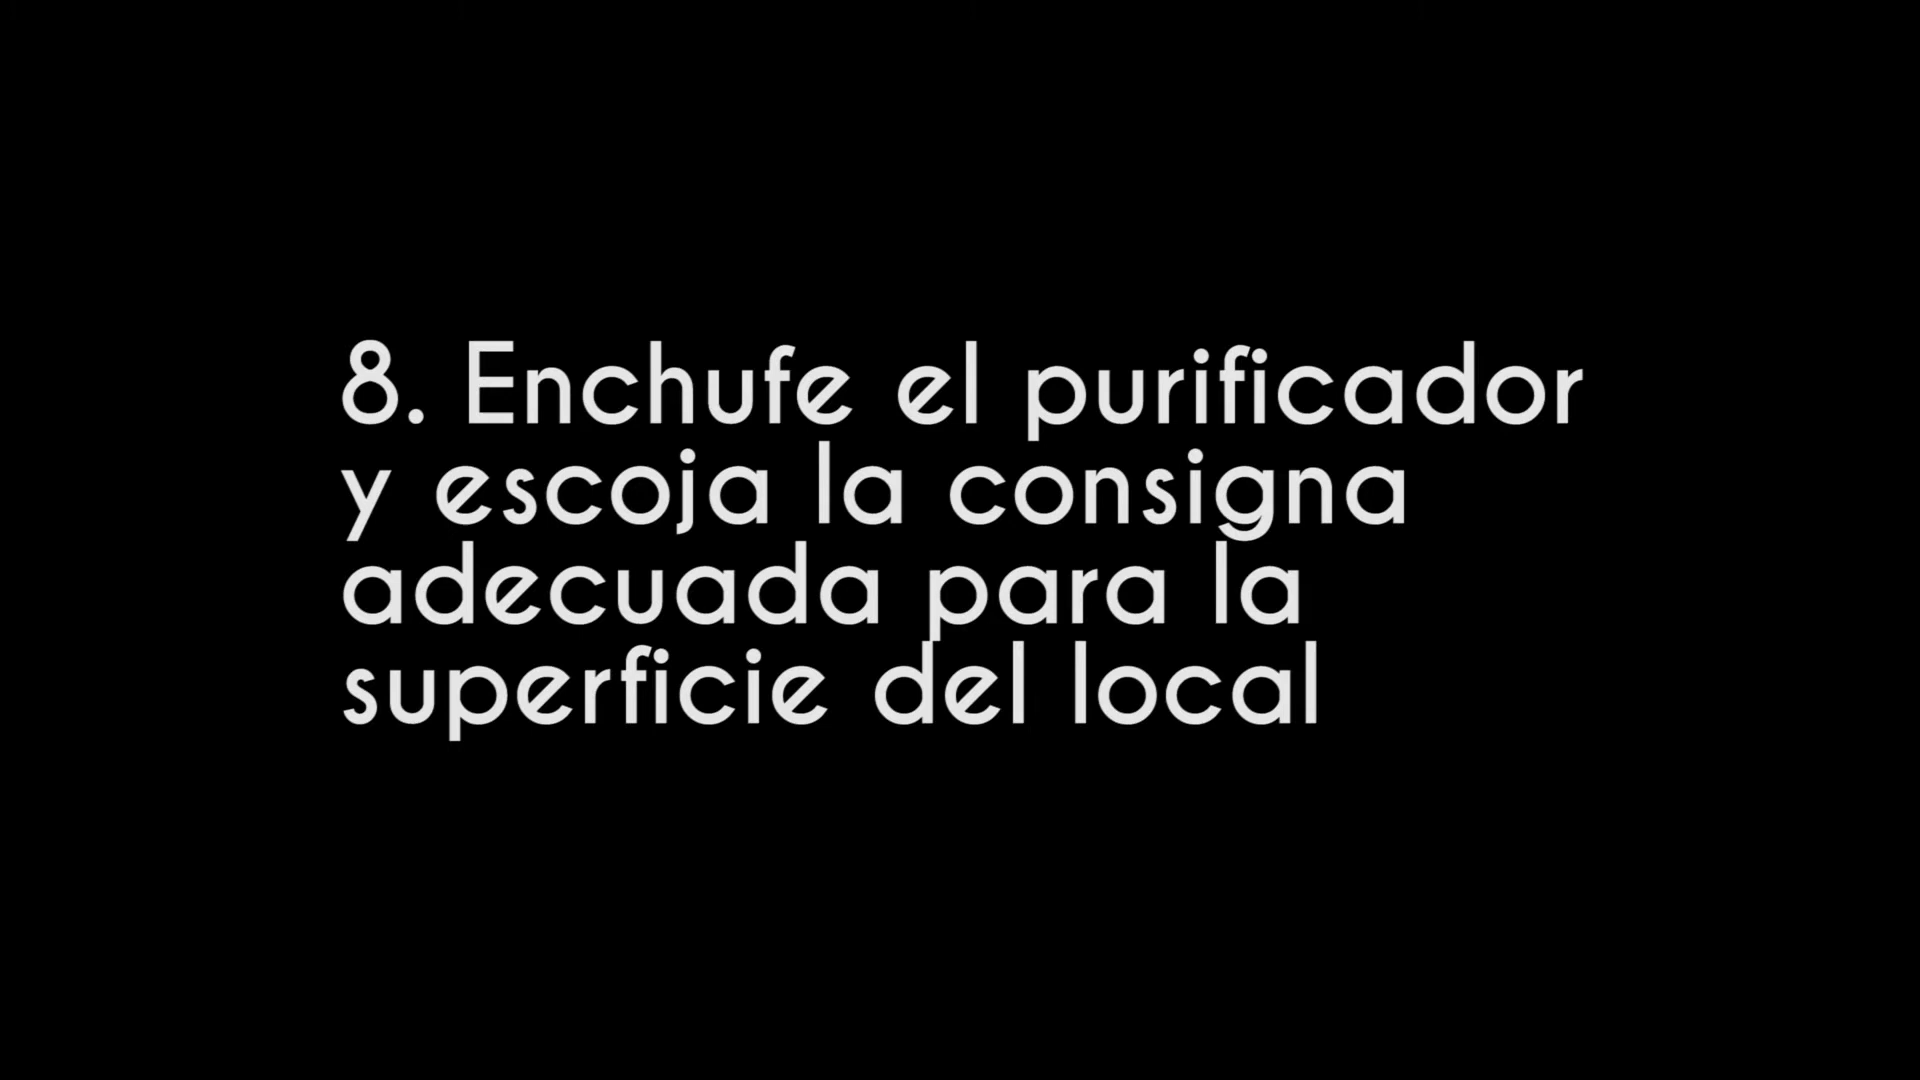 8. Enchufe el purificador
y escoja la consigna
adecuada para la
superficie del local